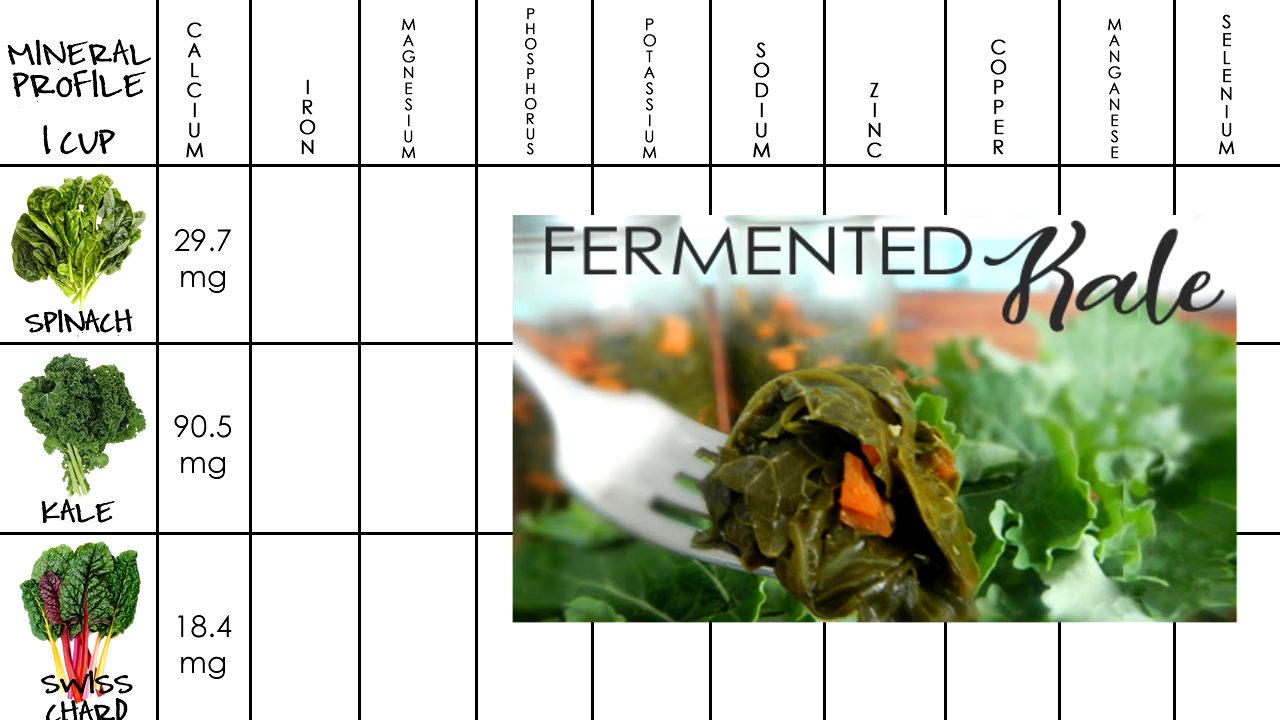 MINERAL
PROFILE
1 CUP
CALCIUM
IRON
MAGNESIUM
PHOSPHORUS
POTASSIUM
SODIUM
ZINC
COPPER
MANGANESE
SELENIUM
29.7
mg
SPINACH
FERMENTED Kale
90.5
mg
KALE
18.4
mg
SWISS
CHARD